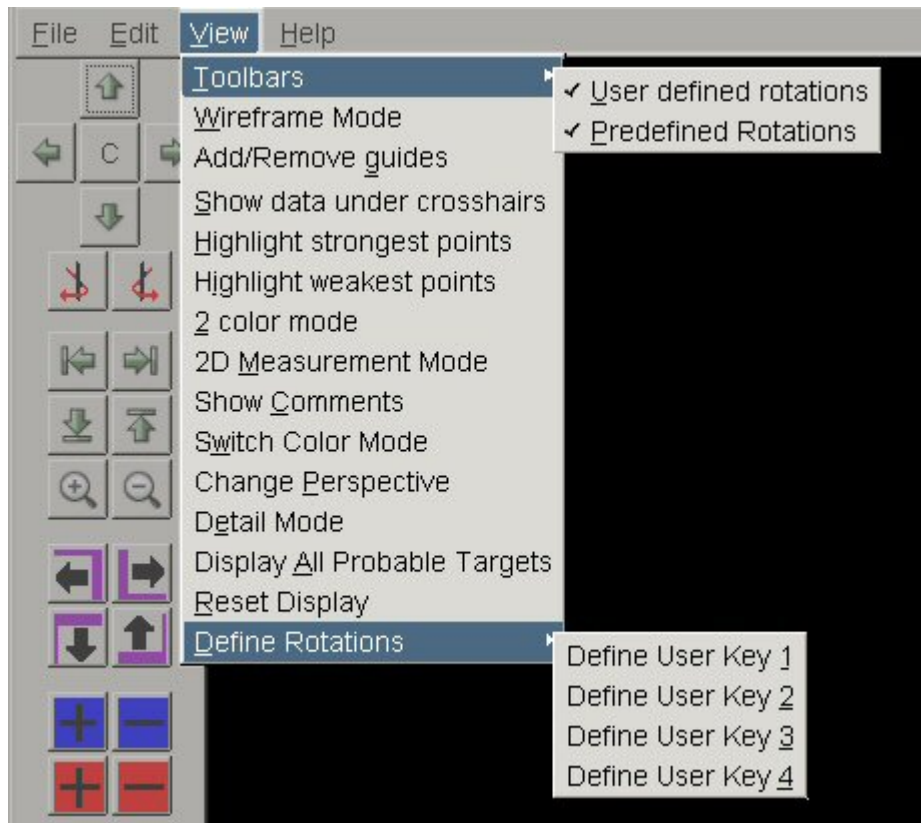 File Edit View Help
Toolbars
User defined rotations
Predefined Rotations
Wireframe Mode
Add/Remove guides
C
Show data under crosshairs
Highlight strongest points
Highlight weakest points
2 color mode
2D Measurement Mode
Show Comments
Switch Color Mode
Change Perspective
Detail Mode
Display All Probable Targets
Reset Display
Define Rotations
Define User Key 1
Define User Key 2
Define User Key 3
Define User Key 4